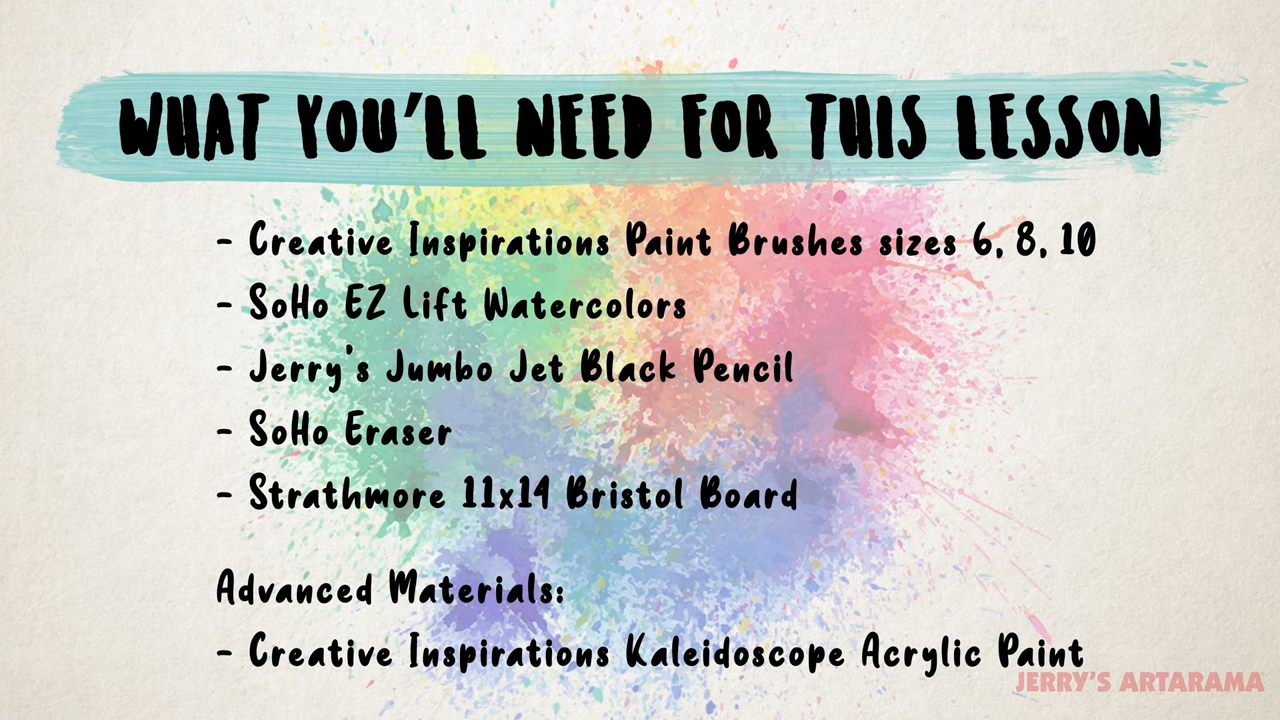 WHAT YOU'LL NEED FOR THIS LESSON
- Creative Inspirations Paint Brushes sizes 6, 8, 10
- SoHo EZ Lift Watercolors
- Jerry's Jumbo Jet Black Pencil
- SoHo Eraser
- Strathmore 11x14 Bristol Board
Advanced Materials:
- Creative Inspirations Kaleidoscope Acrylic Paint
JERRY'S ARTARAMA